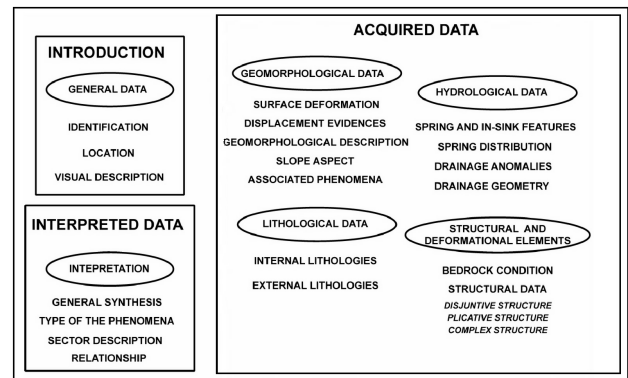 INTRODUCTION
GENERAL DATA
IDENTIFICATION
LOCATION
VISUAL DESCRIPTION
INTERPRETED DATA
INTEPRETATION
GENERAL SYNTHESIS
TYPE OF THE PHENOMENA
SECTOR DESCRIPTION
RELATIONSHIP
ACQUIRED DATA
GEOMORPHOLOGICAL DATA
SURFACE DEFORMATION
DISPLACEMENT EVIDENCES
GEOMORPHOLOGICAL DESCRIPTION
SLOPE ASPECT
ASSOCIATED PHENOMENA
HYDROLOGICAL DATA
SPRING AND IN-SINK FEATURES
SPRING DISTRIBUTION
DRAINAGE ANOMALIES
DRAINAGE GEOMETRY
LITHOLOGICAL DATA
INTERNAL LITHOLOGIES
EXTERNAL LITHOLOGIES
STRUCTURAL AND
DEFORMATIONAL ELEMENTS
BEDROCK CONDITION
STRUCTURAL DATA
DISJUNTIVE STRUCTURE
PLICATIVE STRUCTURE
COMPLEX STRUCTURE